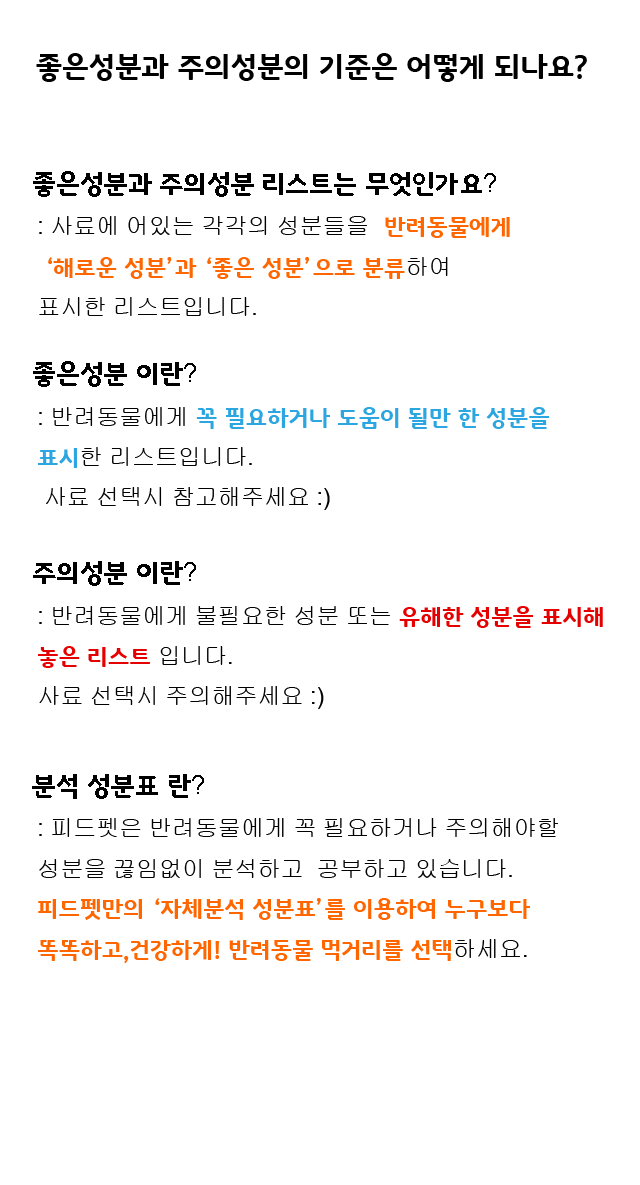 좋은성분과 주의성분의 기준은 어떻게 되나요?
좋은성분과 주의성분 리스트는 무엇인가요?
: 사료에 어있는 각각의 성분들을 반려동물에게
‘해로운 성분’과 ‘좋은 성분’으로 분류하여
표시한 리스트입니다.
좋은성분 이란?
: 반려동물에게 꼭 필요하거나 도움이 될만 한 성분을
표시한 리스트입니다.
사료 선택시 참고해주세요 :)
주의성분 이란?
: 반려동물에게 불필요한 성분 또는 유해한 성분을 표시해
놓은 리스트 입니다.
사료 선택시 주의해주세요 :)
분석 성분표 란?
: 피드펫은 반려동물에게 꼭 필요하거나 주의해야할
성분을 끊임없이 분석하고 공부하고 있습니다.
피드펫만의 ‘자체분석 성분표’를 이용하여 누구보다
똑똑하고,건강하게! 반려동물 먹거리를 선택하세요.